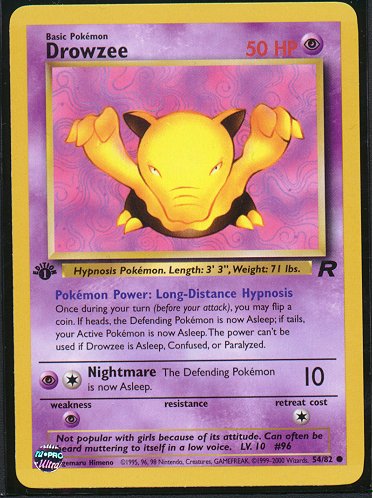 Basic Pokémon
Drowzee
50 HP
EDITION
1
Hypnosis Pokémon. Length: 3' 3", Weight: 71 lbs.
R
Pokémon Power: Long-Distance Hypnosis
Once during your turn (before your attack), you may flip a
coin. If heads, the Defending Pokémon is now Asleep; if tails,
your Active Pokémon is now Asleep. The power can't be
used if Drowzee is Asleep, Confused, or Paralyzed.
Nightmare The Defending Pokémon 10
is now Asleep.
weakness resistance retreat cost
Not popular with girls because of its attitude. Can often be
heard muttering to itself in a low voice. LV. 10 #96
PRO
Ultra
Himeno ©1995, 96, 98 Nintendo, Creatures, GAMEFREAK. ©1999-2000 Wizards. 54/82